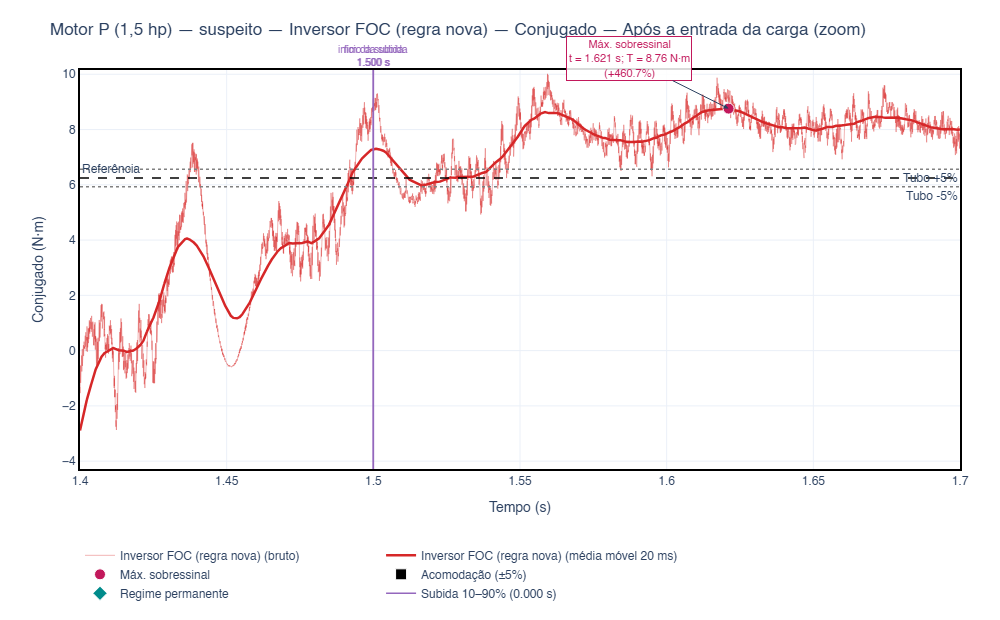 Motor P (1,5 hp) — suspeito — Inversor FOC (regra nova) — Conjugado — Após a entrada da carga (zoom)
1.500 s
Máx. sobressinal
t = 1.621 s; T = 8.76 N·m
(+460.7%)
Conjugado (N·m)
10
8
6
4
2
0
−2
−4
Referência
Tubo +5%
Tubo -5%
1.4
1.45
1.5
1.55
1.6
1.65
1.7
Tempo (s)
Inversor FOC (regra nova) (bruto)
Inversor FOC (regra nova) (média móvel 20 ms)
Máx. sobressinal
Acomodação (±5%)
Regime permanente
Subida 10–90% (0.000 s)